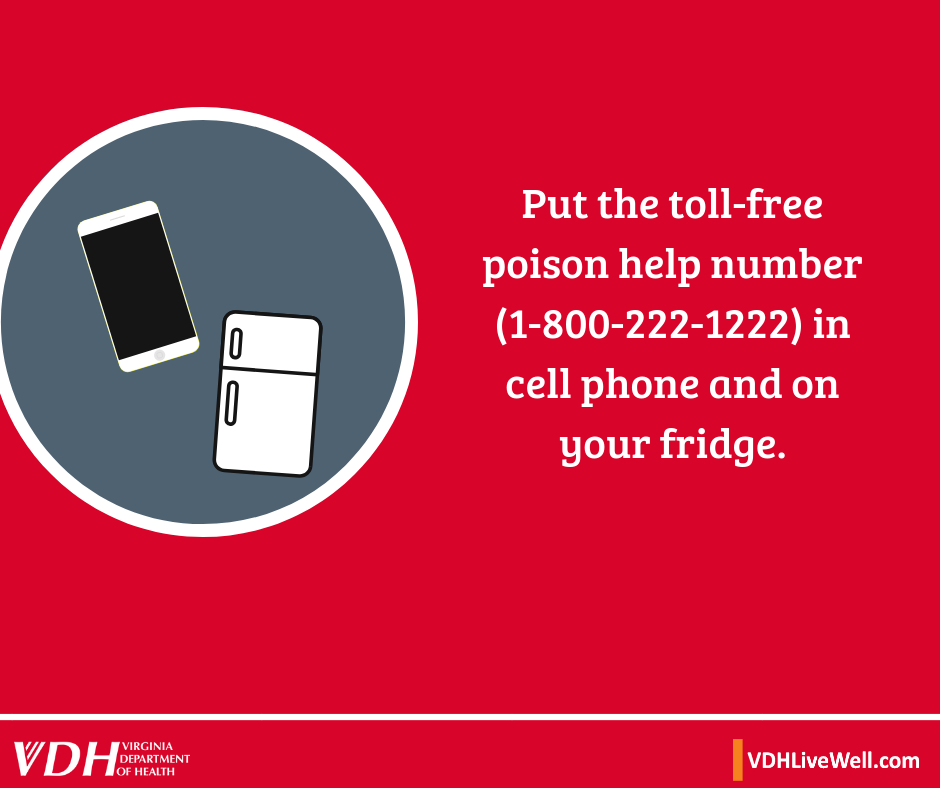 Put the toll-free
poison help number
(1-800-222-1222) in
cell phone and on
your fridge.
VDH VIRGINIA
DEPARTMENT
OF HEALTH
VDHLiveWell.com